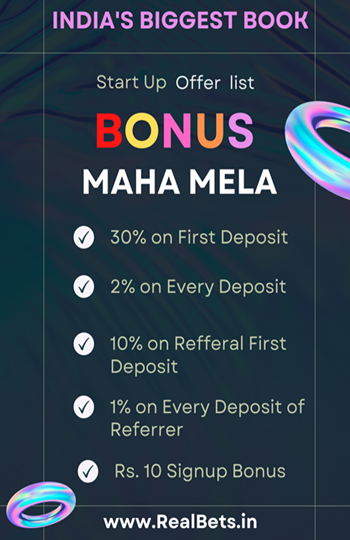 INDIA'S BIGGEST BOOK
Start Up Offer list
BONUS
MAHA MELA
30% on First Deposit
2% on Every Deposit
10% on Refferal First
Deposit
1% on Every Deposit of
Referrer
Rs. 10 Signup Bonus
www.RealBets.in